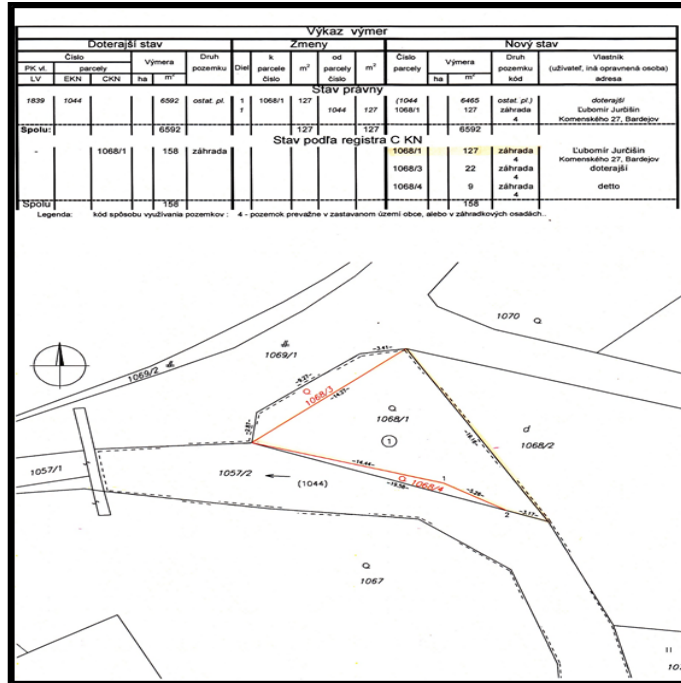 Výkaz výmer
Doterajší stav Zmeny Nový stav
Číslo Výmera Druh k od Číslo Výmera Druh Vlastník
PK vl. parcely pozemku Diel parcele m² parcely m² parcely pozemku (užívateľ, iná opravnená osoba)
LV EKN CKN ha m² číslo číslo ha m² kód adresa
Stav právny
1839 1044 6592 ostat. pl. 1 1068/1 127 (1044 6465 ostat. pl.) doterajší
1 1044 127 1068/1 127 záhrada Ľubomír Jurčišin
4 Komenského 27, Bardejov
Spolu: 6592 127 127 6592
Stav podľa registra C KN
- 1068/1 158 záhrada 1068/1 127 záhrada Ľubomír Jurčišin
4 Komenského 27, Bardejov
1068/3 22 záhrada doterajší
4
1068/4 9 záhrada detto
4
Spolu 158 158
Legenda: kód spôsobu využívania pozemkov : 4 - pozemok prevažne v zastavanom území obce, alebo v záhradkových osadách..
1070
1069/1
1069/2
1068/3
1068/1
1
1068/2
1057/1
1057/2
(1044)
1068/4
1
2
1067